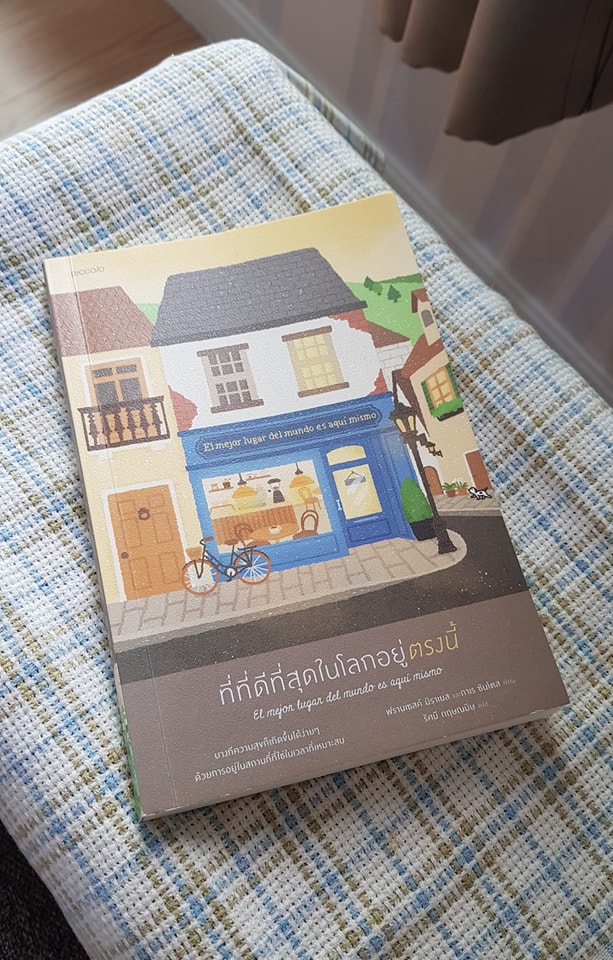 piccolo
El mejor lugar del mundo es aquí mismo
ที่ที่ดีที่สุดในโลกอยู่ตรงนี้
El mejor lugar del mundo es aquí mismo
ฟรานเซสค์ มิราเยส และคาเร ซันโตส เขียน
รัศมี กฤษณมิษ แปล
บางทีความสุขก็เกิดขึ้นได้ง่ายๆ
ด้วยการอยู่ในสถานที่ที่ใช่ในเวลาที่เหมาะสม